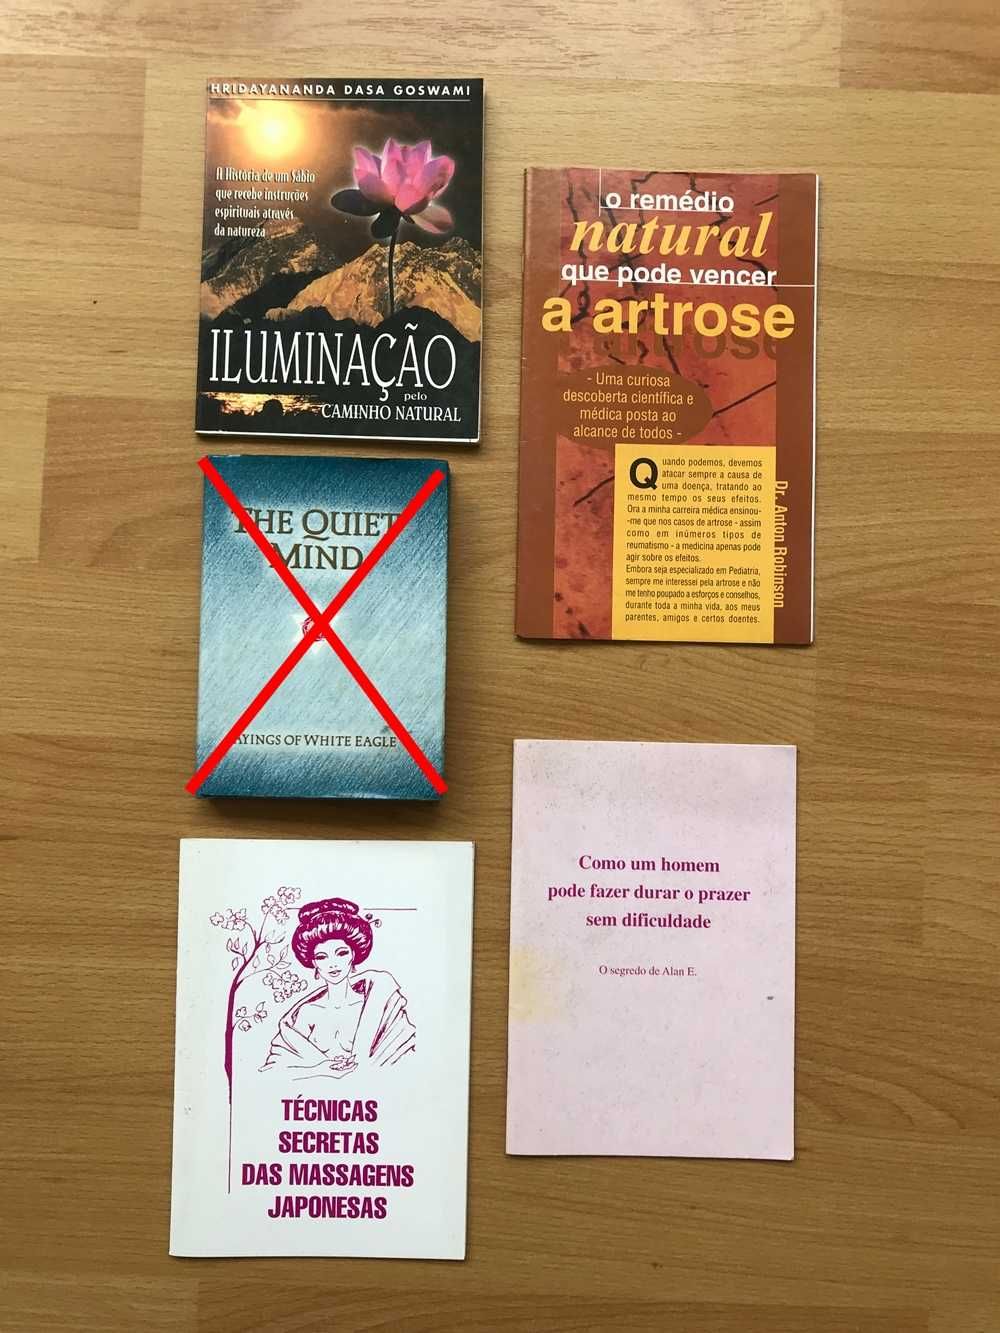 HRIDAYANANDA DASA GOSWAMI
A História de um Sábio
que recebe instruções
espirituais através
da natureza
ILUMINAÇÃO
pelo
CAMINHO NATURAL
o remédio
natural
que pode vencer
a artrose
- Uma curiosa
descoberta científica e
médica posta ao
alcance de todos -
Quando podemos, devemos
atacar sempre a causa de
uma doença, tratando ao
mesmo tempo os seus efeitos.
Ora a minha carreira médica ensinou-
-me que nos casos de artrose - assim
como em inúmeros tipos de
reumatismo - a medicina apenas pode
agir sobre os efeitos.
Embora seja especializado em Pediatria,
sempre me interessei pela artrose e não
me tenho poupado a esforços e conselhos,
durante toda a minha vida, aos meus
parentes, amigos e certos doentes.
Dr. Anton Robinson
THE QUIET
MIND
AYINGS OF WHITE EAGLE
Como um homem
pode fazer durar o prazer
sem dificuldade
O segredo de Alan E.
TÉCNICAS
SECRETAS
DAS MASSAGENS
JAPONESAS